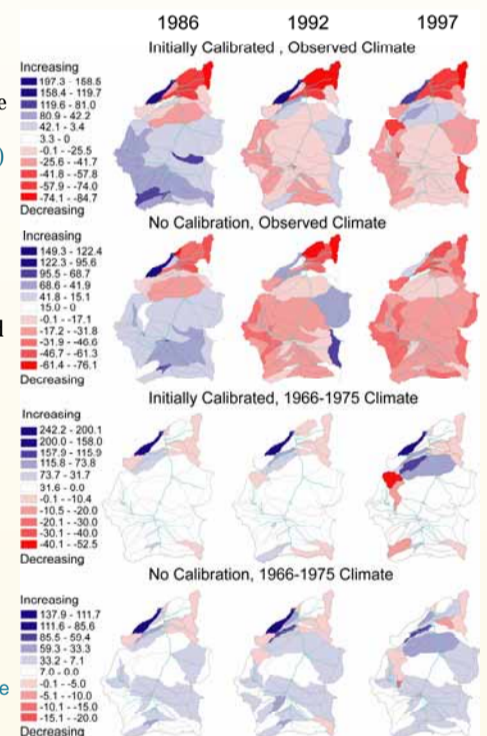 1986 1992 1997
Initially Calibrated , Observed Climate
Increasing
197.3 - 158.5
158.4 - 119.7
119.6 - 81.0
80.9 - 42.2
42.1 - 3.4
3.3 - 0
-0.1 - -25.5
-25.6 - -41.7
-41.8 - -57.8
-57.9 - -74.0
-74.1 - -84.7
Decreasing
No Calibration, Observed Climate
Increasing
149.3 - 122.4
122.3 - 95.6
95.5 - 68.7
68.6 - 41.9
41.8 - 15.1
15.0 - 0
-0.1 - -17.1
-17.2 - -31.8
-31.9 - -46.6
-46.7 - -61.3
-61.4 - -76.1
Decreasing
Initially Calibrated, 1966-1975 Climate
Increasing
242.2 - 200.1
200.0 - 158.0
157.9 - 115.9
115.8 - 73.8
73.7 - 31.7
31.6 - 0.0
-0.1 - -10.4
-10.5 - -20.0
-20.1 - -30.0
-30.1 - -40.0
-40.1 - -52.5
Decreasing
No Calibration, 1966-1975 Climate
Increasing
137.9 - 111.7
111.6 - 85.6
85.5 - 59.4
59.3 - 33.3
33.2 - 7.1
7.0 - 0.0
-0.1 - -5.0
-5.1 - -10.0
-10.1 - -15.0
-15.1 - -20.0
Decreasing